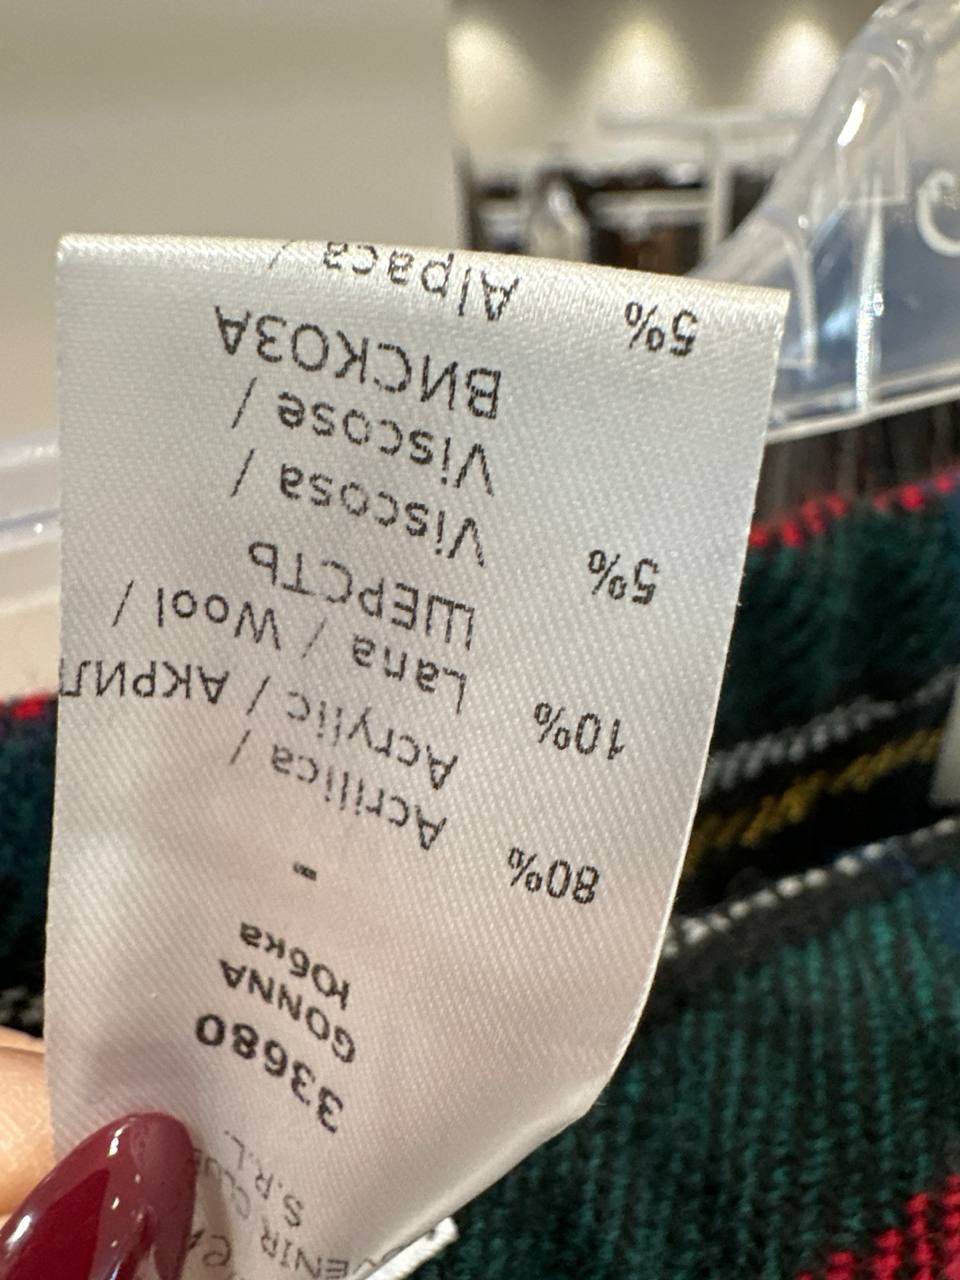 S.R.L.
33680
GONNA
Юбка
-
80% Acrilica /
Acrylic / АКРИЛ
10% Lana / Wool /
ШЕРСТЬ
5% Viscosa /
Viscose /
ВИСКОЗА
5% Alpaca /